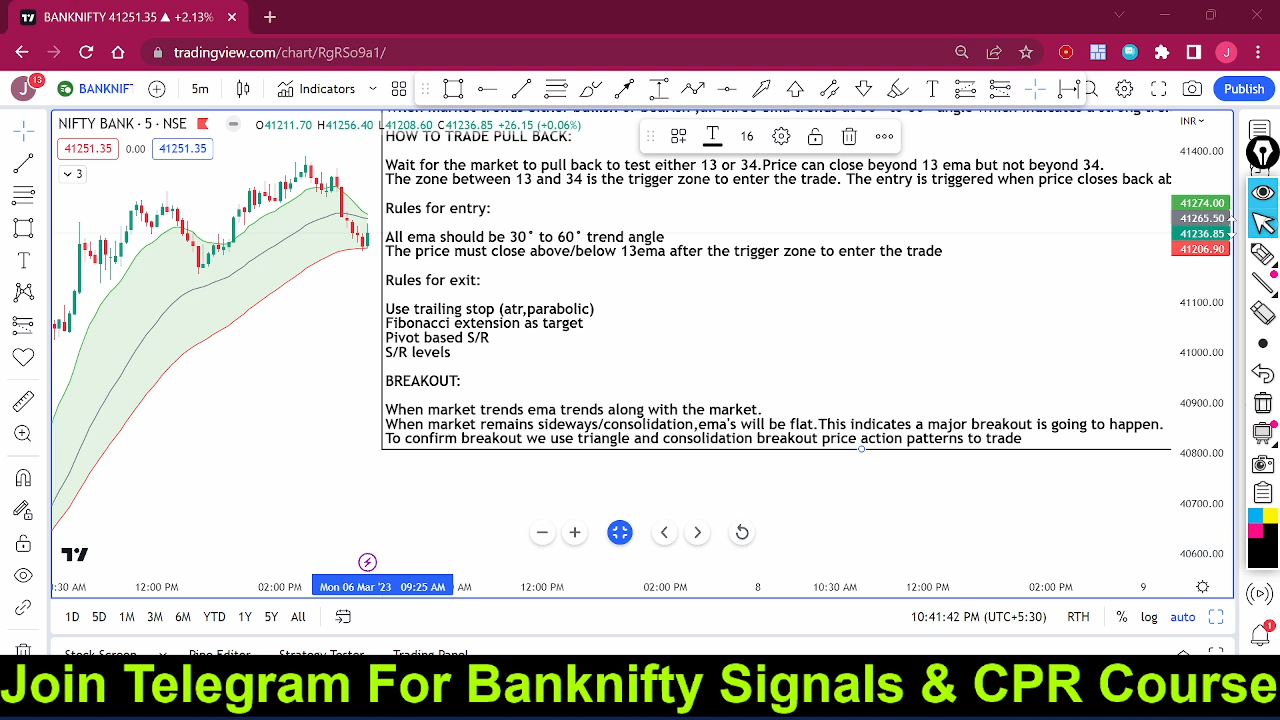 BANKNIFTY 41251.35 ▲ +2.13%
tradingview.com/chart/RgRSo9a1/
J
J
13
BANKNIF
5m
Indicators
Publish
NIFTY BANK · 5 · NSE
O41211.70 H41256.40 L41208.60 C41236.85 +26.15 (+0.06%)
41251.35 0.00 41251.35
3
16
INR
HOW TO TRADE PULL BACK:
Wait for the market to pull back to test either 13 or 34.Price can close beyond 13 ema but not beyond 34.
The zone between 13 and 34 is the trigger zone to enter the trade. The entry is triggered when price closes back ab
Rules for entry:
All ema should be 30° to 60° trend angle
The price must close above/below 13ema after the trigger zone to enter the trade
Rules for exit:
Use trailing stop (atr,parabolic)
Fibonacci extension as target
Pivot based S/R
S/R levels
BREAKOUT:
When market trends ema trends along with the market.
When market remains sideways/consolidation,ema's will be flat.This indicates a major breakout is going to happen.
To confirm breakout we use triangle and consolidation breakout price action patterns to trade
41400.00
41274.00
41265.50
41236.85
41206.90
41100.00
41000.00
40900.00
40800.00
40700.00
40600.00
:30 AM 12:00 PM 02:00 PM Mon 06 Mar '23 09:25 AM AM 12:00 PM 02:00 PM 8 10:30 AM 12:00 PM 02:00 PM 9
1D 5D 1M 3M 6M YTD 1Y 5Y All 10:41:42 PM (UTC+5:30) RTH % log auto
1
Stock Screen Pine Editor Strategy Tester Trading Panel
Join Telegram For Banknifty Signals & CPR Course